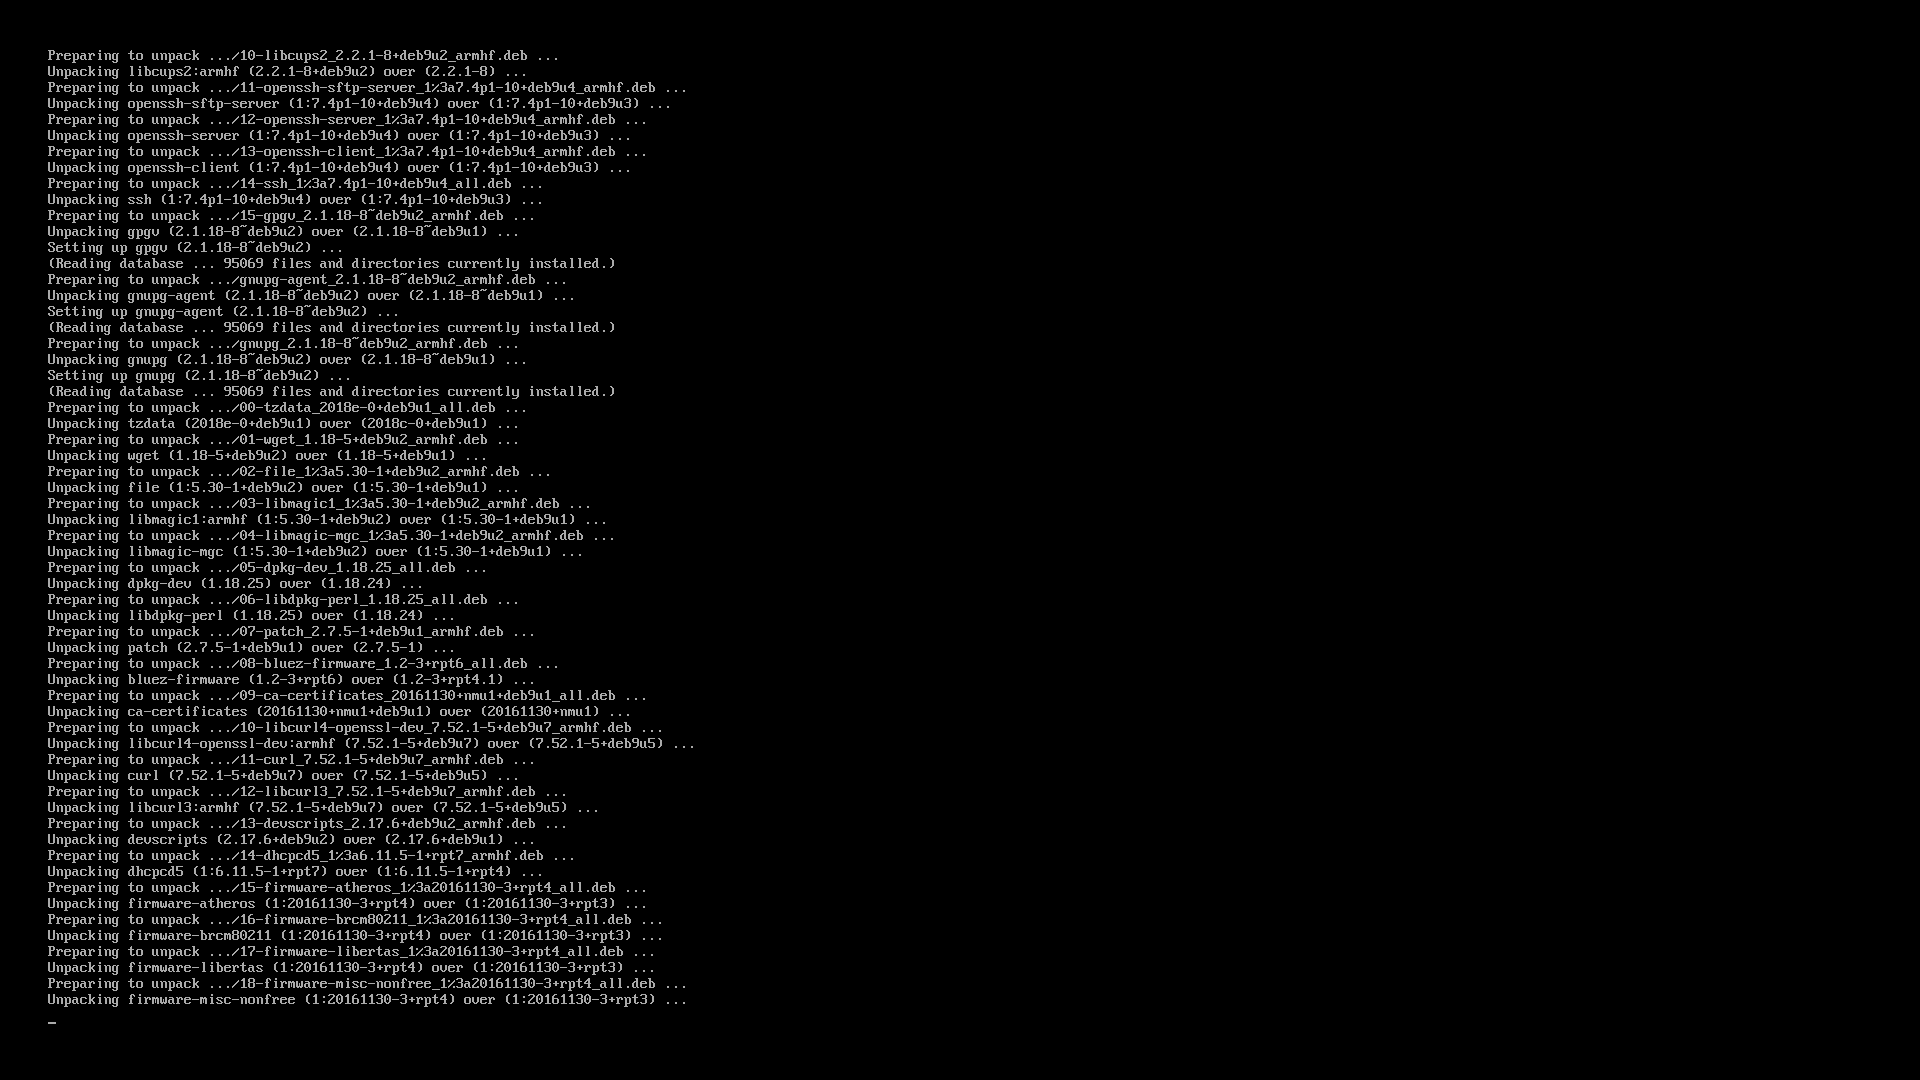 Preparing to unpack .../10-libcups2_2.2.1-8+deb9u2_armhf.deb ...
Unpacking libcups2:armhf (2.2.1-8+deb9u2) over (2.2.1-8) ...
Preparing to unpack .../11-openssh-sftp-server_1%3a7.4p1-10+deb9u4_armhf.deb ...
Unpacking openssh-sftp-server (1:7.4p1-10+deb9u4) over (1:7.4p1-10+deb9u3) ...
Preparing to unpack .../12-openssh-server_1%3a7.4p1-10+deb9u4_armhf.deb ...
Unpacking openssh-server (1:7.4p1-10+deb9u4) over (1:7.4p1-10+deb9u3) ...
Preparing to unpack .../13-openssh-client_1%3a7.4p1-10+deb9u4_armhf.deb ...
Unpacking openssh-client (1:7.4p1-10+deb9u4) over (1:7.4p1-10+deb9u3) ...
Preparing to unpack .../14-ssh_1%3a7.4p1-10+deb9u4_all.deb ...
Unpacking ssh (1:7.4p1-10+deb9u4) over (1:7.4p1-10+deb9u3) ...
Preparing to unpack .../15-gpgv_2.1.18-8~deb9u2_armhf.deb ...
Unpacking gpgv (2.1.18-8~deb9u2) over (2.1.18-8~deb9u1) ...
Setting up gpgv (2.1.18-8~deb9u2) ...
(Reading database ... 95069 files and directories currently installed.)
Preparing to unpack .../gnupg-agent_2.1.18-8~deb9u2_armhf.deb ...
Unpacking gnupg-agent (2.1.18-8~deb9u2) over (2.1.18-8~deb9u1) ...
Setting up gnupg-agent (2.1.18-8~deb9u2) ...
(Reading database ... 95069 files and directories currently installed.)
Preparing to unpack .../gnupg_2.1.18-8~deb9u2_armhf.deb ...
Unpacking gnupg (2.1.18-8~deb9u2) over (2.1.18-8~deb9u1) ...
Setting up gnupg (2.1.18-8~deb9u2) ...
(Reading database ... 95069 files and directories currently installed.)
Preparing to unpack .../00-tzdata_2018e-0+deb9u1_all.deb ...
Unpacking tzdata (2018e-0+deb9u1) over (2018c-0+deb9u1) ...
Preparing to unpack .../01-wget_1.18-5+deb9u2_armhf.deb ...
Unpacking wget (1.18-5+deb9u2) over (1.18-5+deb9u1) ...
Preparing to unpack .../02-file_1%3a5.30-1+deb9u2_armhf.deb ...
Unpacking file (1:5.30-1+deb9u2) over (1:5.30-1+deb9u1) ...
Preparing to unpack .../03-libmagic1_1%3a5.30-1+deb9u2_armhf.deb ...
Unpacking libmagic1:armhf (1:5.30-1+deb9u2) over (1:5.30-1+deb9u1) ...
Preparing to unpack .../04-libmagic-mgc_1%3a5.30-1+deb9u2_armhf.deb ...
Unpacking libmagic-mgc (1:5.30-1+deb9u2) over (1:5.30-1+deb9u1) ...
Preparing to unpack .../05-dpkg-dev_1.18.25_all.deb ...
Unpacking dpkg-dev (1.18.25) over (1.18.24) ...
Preparing to unpack .../06-libdpkg-perl_1.18.25_all.deb ...
Unpacking libdpkg-perl (1.18.25) over (1.18.24) ...
Preparing to unpack .../07-patch_2.7.5-1+deb9u1_armhf.deb ...
Unpacking patch (2.7.5-1+deb9u1) over (2.7.5-1) ...
Preparing to unpack .../08-bluez-firmware_1.2-3+rpt6_all.deb ...
Unpacking bluez-firmware (1.2-3+rpt6) over (1.2-3+rpt4.1) ...
Preparing to unpack .../09-ca-certificates_20161130+nmu1+deb9u1_all.deb ...
Unpacking ca-certificates (20161130+nmu1+deb9u1) over (20161130+nmu1) ...
Preparing to unpack .../10-libcurl4-openssl-dev_7.52.1-5+deb9u7_armhf.deb ...
Unpacking libcurl4-openssl-dev:armhf (7.52.1-5+deb9u7) over (7.52.1-5+deb9u5) ...
Preparing to unpack .../11-curl_7.52.1-5+deb9u7_armhf.deb ...
Unpacking curl (7.52.1-5+deb9u7) over (7.52.1-5+deb9u5) ...
Preparing to unpack .../12-libcurl3_7.52.1-5+deb9u7_armhf.deb ...
Unpacking libcurl3:armhf (7.52.1-5+deb9u7) over (7.52.1-5+deb9u5) ...
Preparing to unpack .../13-devscripts_2.17.6+deb9u2_armhf.deb ...
Unpacking devscripts (2.17.6+deb9u2) over (2.17.6+deb9u1) ...
Preparing to unpack .../14-dhcpcd5_1%3a6.11.5-1+rpt7_armhf.deb ...
Unpacking dhcpcd5 (1:6.11.5-1+rpt7) over (1:6.11.5-1+rpt4) ...
Preparing to unpack .../15-firmware-atheros_1%3a20161130-3+rpt4_all.deb ...
Unpacking firmware-atheros (1:20161130-3+rpt4) over (1:20161130-3+rpt3) ...
Preparing to unpack .../16-firmware-brcm80211_1%3a20161130-3+rpt4_all.deb ...
Unpacking firmware-brcm80211 (1:20161130-3+rpt4) over (1:20161130-3+rpt3) ...
Preparing to unpack .../17-firmware-libertas_1%3a20161130-3+rpt4_all.deb ...
Unpacking firmware-libertas (1:20161130-3+rpt4) over (1:20161130-3+rpt3) ...
Preparing to unpack .../18-firmware-misc-nonfree_1%3a20161130-3+rpt4_all.deb ...
Unpacking firmware-misc-nonfree (1:20161130-3+rpt4) over (1:20161130-3+rpt3) ...